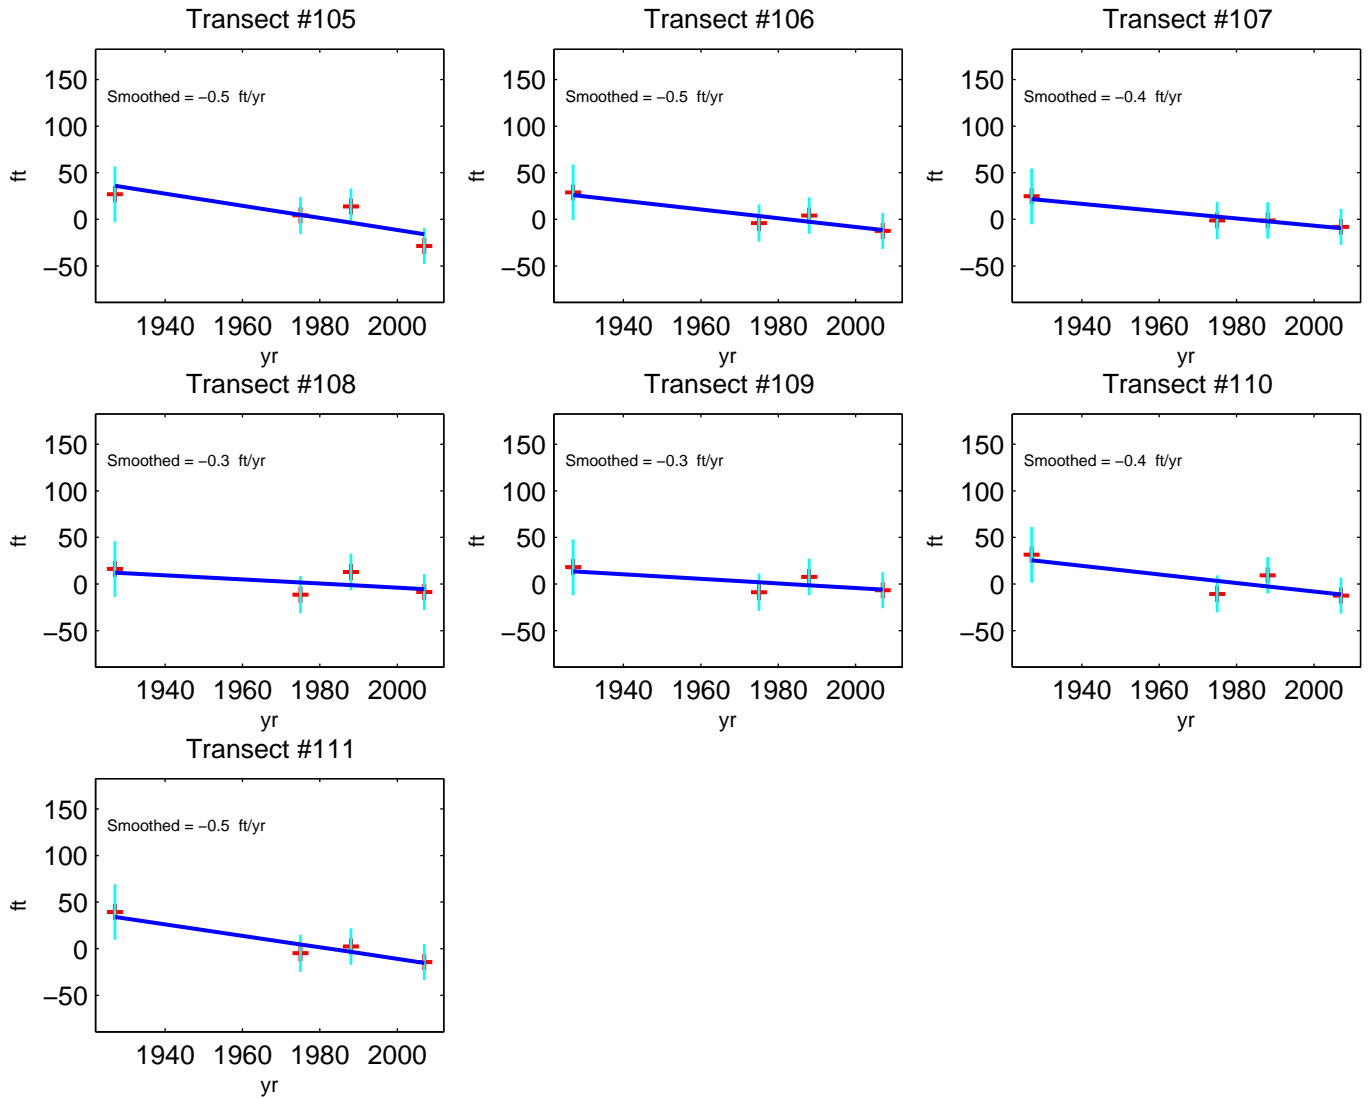 Transect #105
Transect #106
Transect #107
150
100
50
0
−50
ft
Smoothed = −0.5 ft/yr
1940 1960 1980 2000
yr
150
100
50
0
−50
ft
Smoothed = −0.5 ft/yr
1940 1960 1980 2000
yr
150
100
50
0
−50
ft
Smoothed = −0.4 ft/yr
1940 1960 1980 2000
yr
Transect #108
Transect #109
Transect #110
150
100
50
0
−50
ft
Smoothed = −0.3 ft/yr
1940 1960 1980 2000
yr
150
100
50
0
−50
ft
Smoothed = −0.3 ft/yr
1940 1960 1980 2000
yr
150
100
50
0
−50
ft
Smoothed = −0.4 ft/yr
1940 1960 1980 2000
yr
Transect #111
150
100
50
0
−50
ft
Smoothed = −0.5 ft/yr
1940 1960 1980 2000
yr